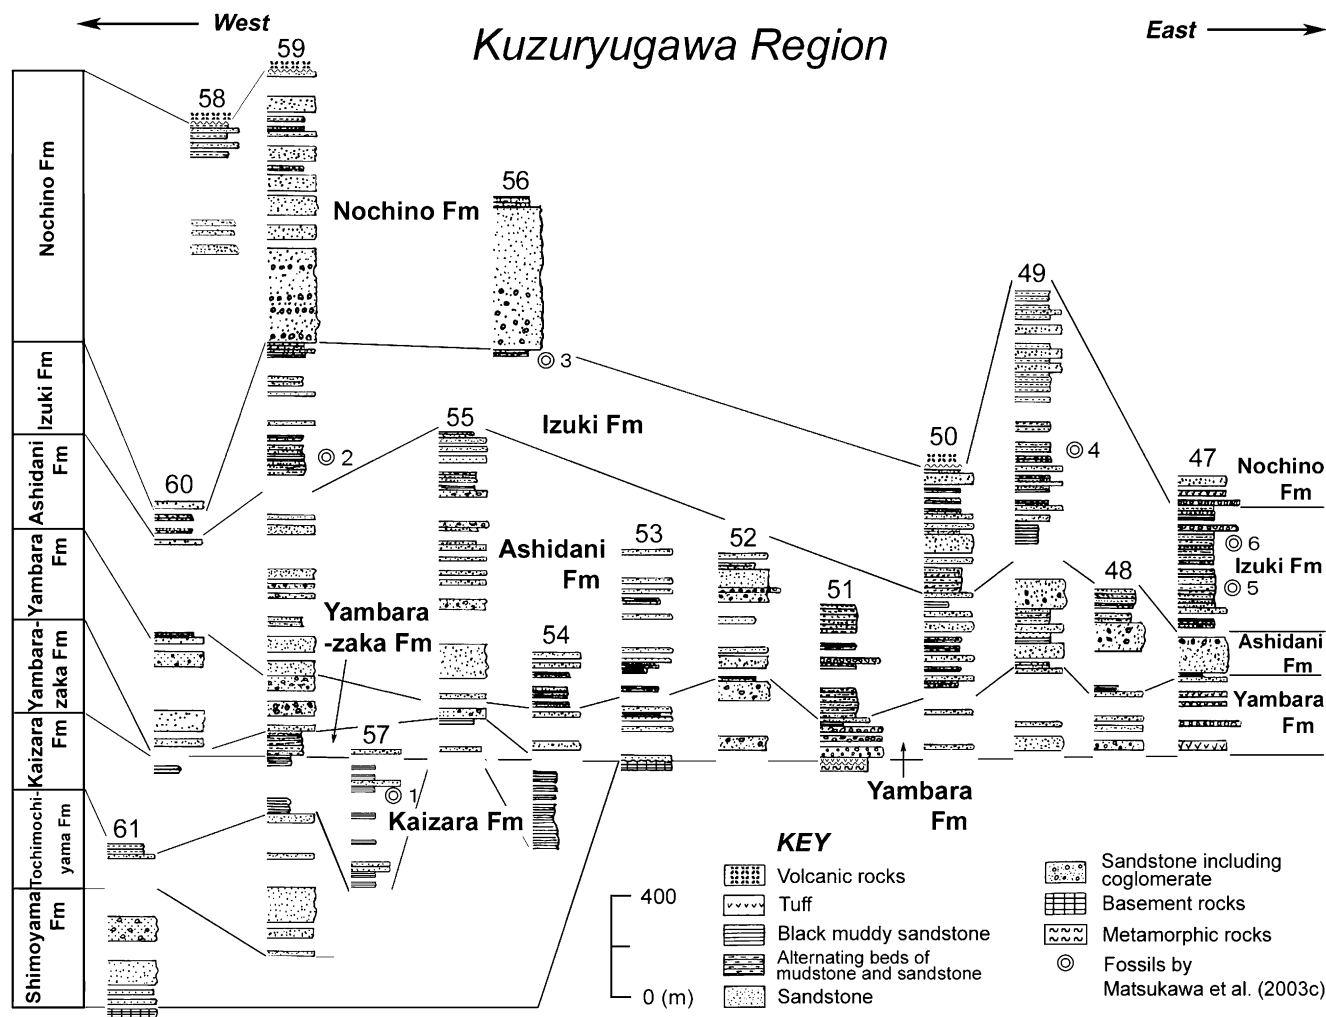 West
Kuzuryugawa Region
East
59
58
56
49
55
50
47
60
53
52
51
48
54
57
61
Nochino Fm
Izuki Fm
Ashidani
Fm
Yambara
Fm
Yambara-
zaka Fm
Kaizara
Fm
Tochimochi-
yama Fm
Shimoyama
Fm
Nochino Fm
3
Izuki Fm
2
4
Ashidani
Fm
Yambara
-zaka Fm
1
Kaizara Fm
Yambara
Fm
Nochino
Fm
6
Izuki Fm
5
Ashidani
Fm
Yambara
Fm
400
0 (m)
KEY
Volcanic rocks
Tuff
Black muddy sandstone
Alternating beds of
mudstone and sandstone
Sandstone
Sandstone including
coglomerate
Basement rocks
Metamorphic rocks
Fossils by
Matsukawa et al. (2003c)